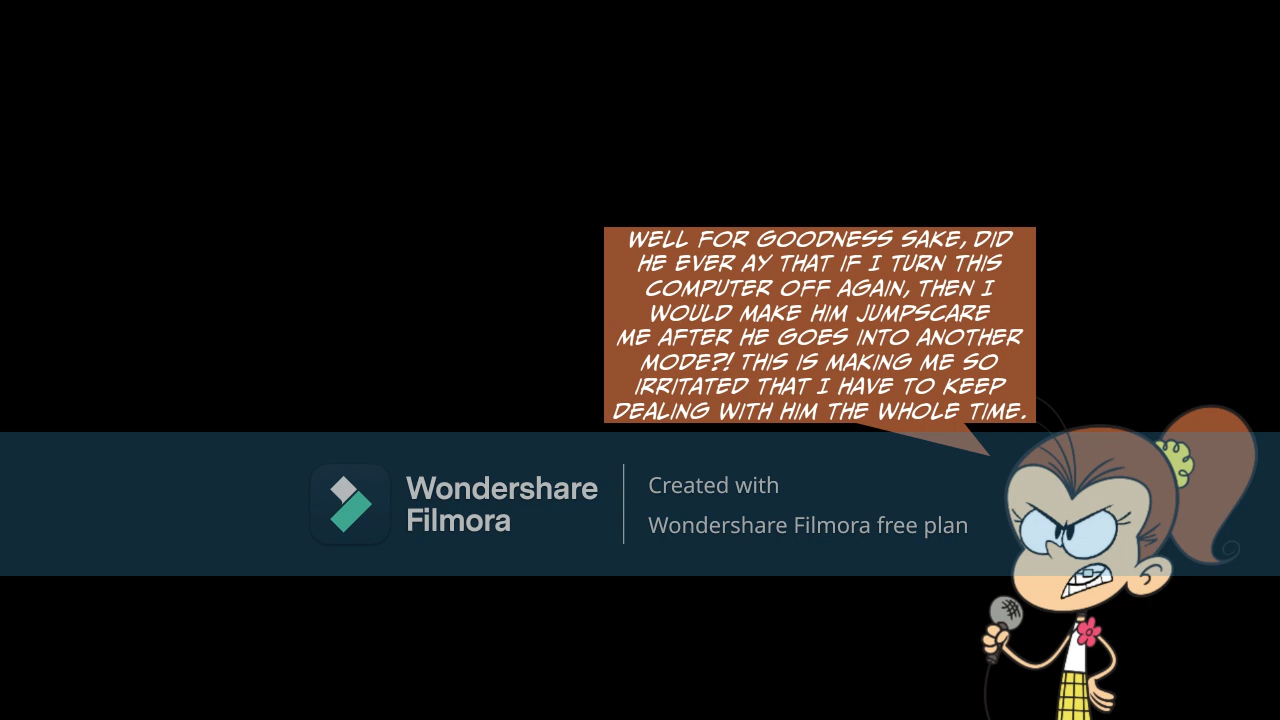 WELL FOR GOODNESS SAKE, DID
HE EVER AY THAT IF I TURN THIS
COMPUTER OFF AGAIN, THEN I
WOULD MAKE HIM JUMPSCARE
ME AFTER HE GOES INTO ANOTHER
MODE?! THIS IS MAKING ME SO
IRRITATED THAT I HAVE TO KEEP
DEALING WITH HIM THE WHOLE TIME.
Wondershare
Filmora
Created with
Wondershare Filmora free plan